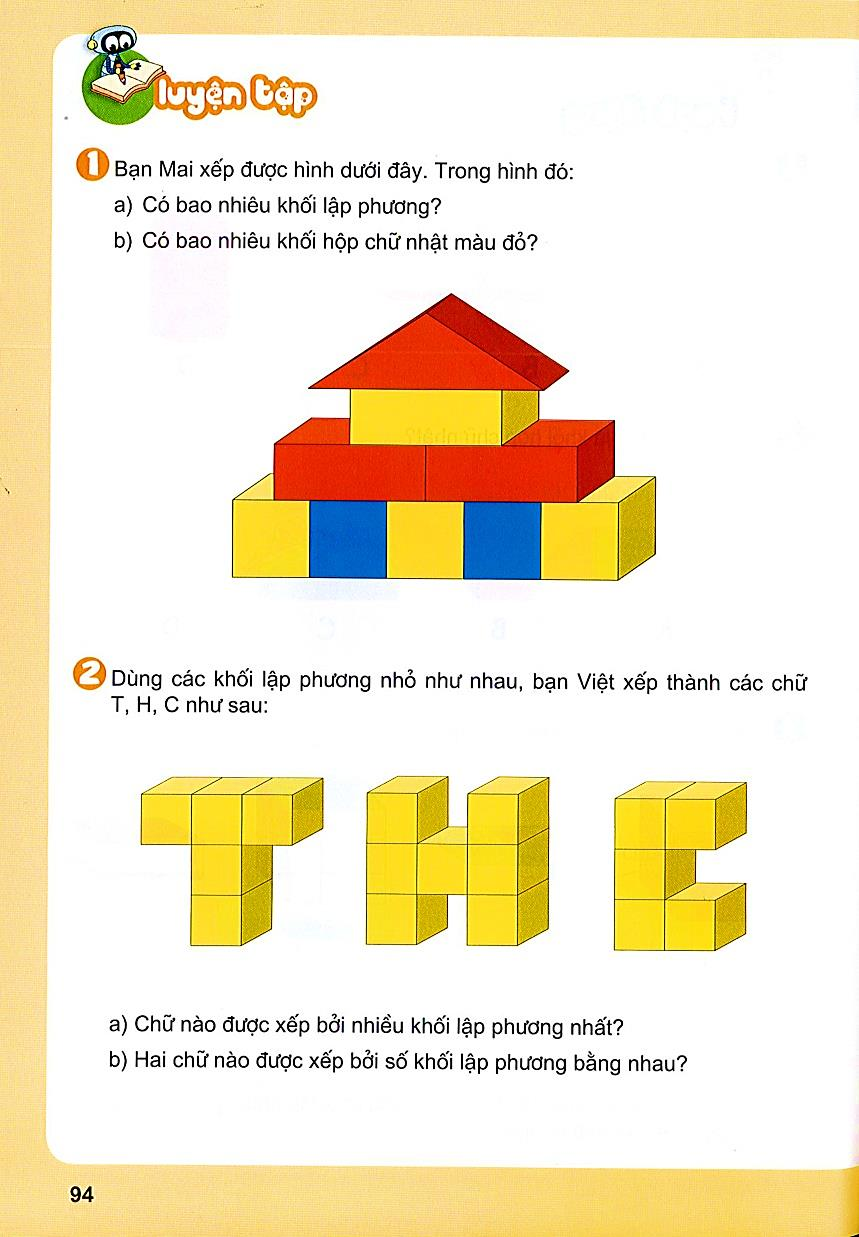 luyện tập
1 Bạn Mai xếp được hình dưới đây. Trong hình đó:
a) Có bao nhiêu khối lập phương?
b) Có bao nhiêu khối hộp chữ nhật màu đỏ?
2 Dùng các khối lập phương nhỏ như nhau, bạn Việt xếp thành các chữ
T, H, C như sau:
a) Chữ nào được xếp bởi nhiều khối lập phương nhất?
b) Hai chữ nào được xếp bởi số khối lập phương bằng nhau?
94